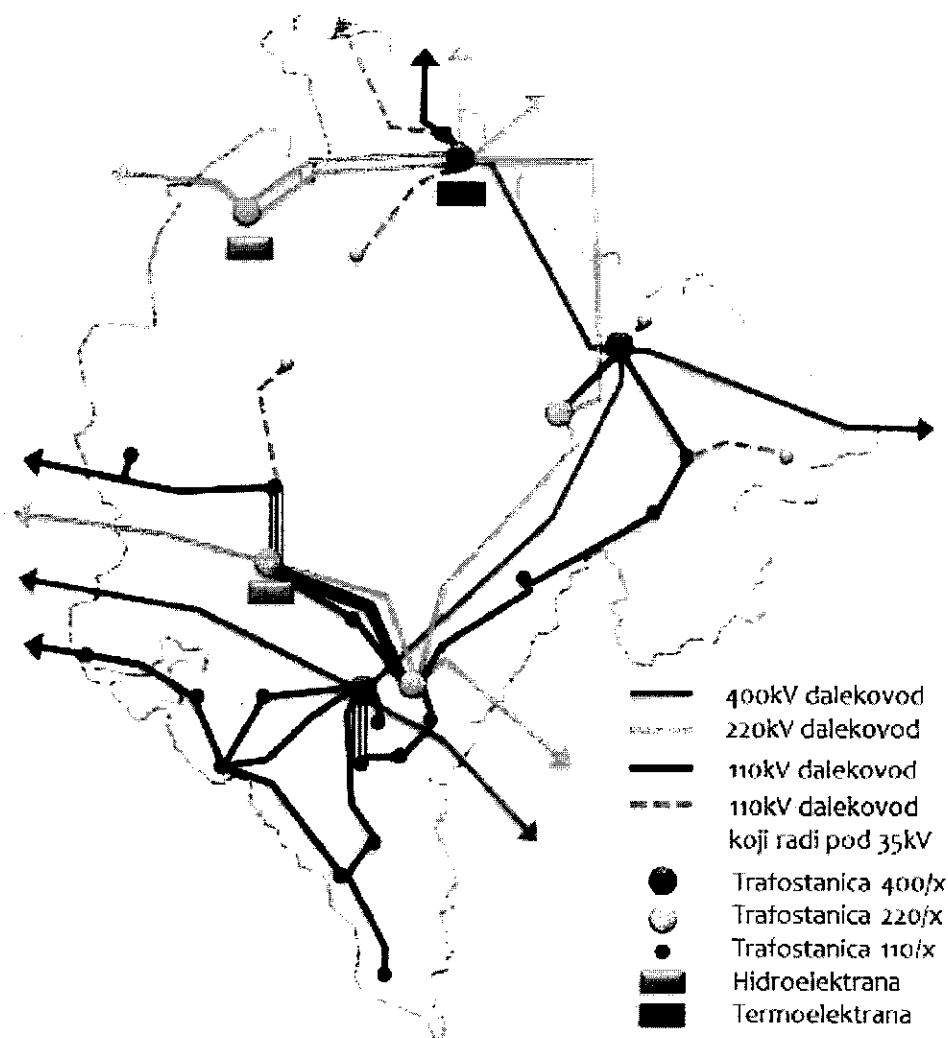 400kV dalekovod
220kV dalekovod
110kV dalekovod
110kV dalekovod
koji radi pod 35kV
Trafostanica 400/x
Trafostanica 220/x
Trafostanica 110/x
Hidroelektrana
Termoelektrana